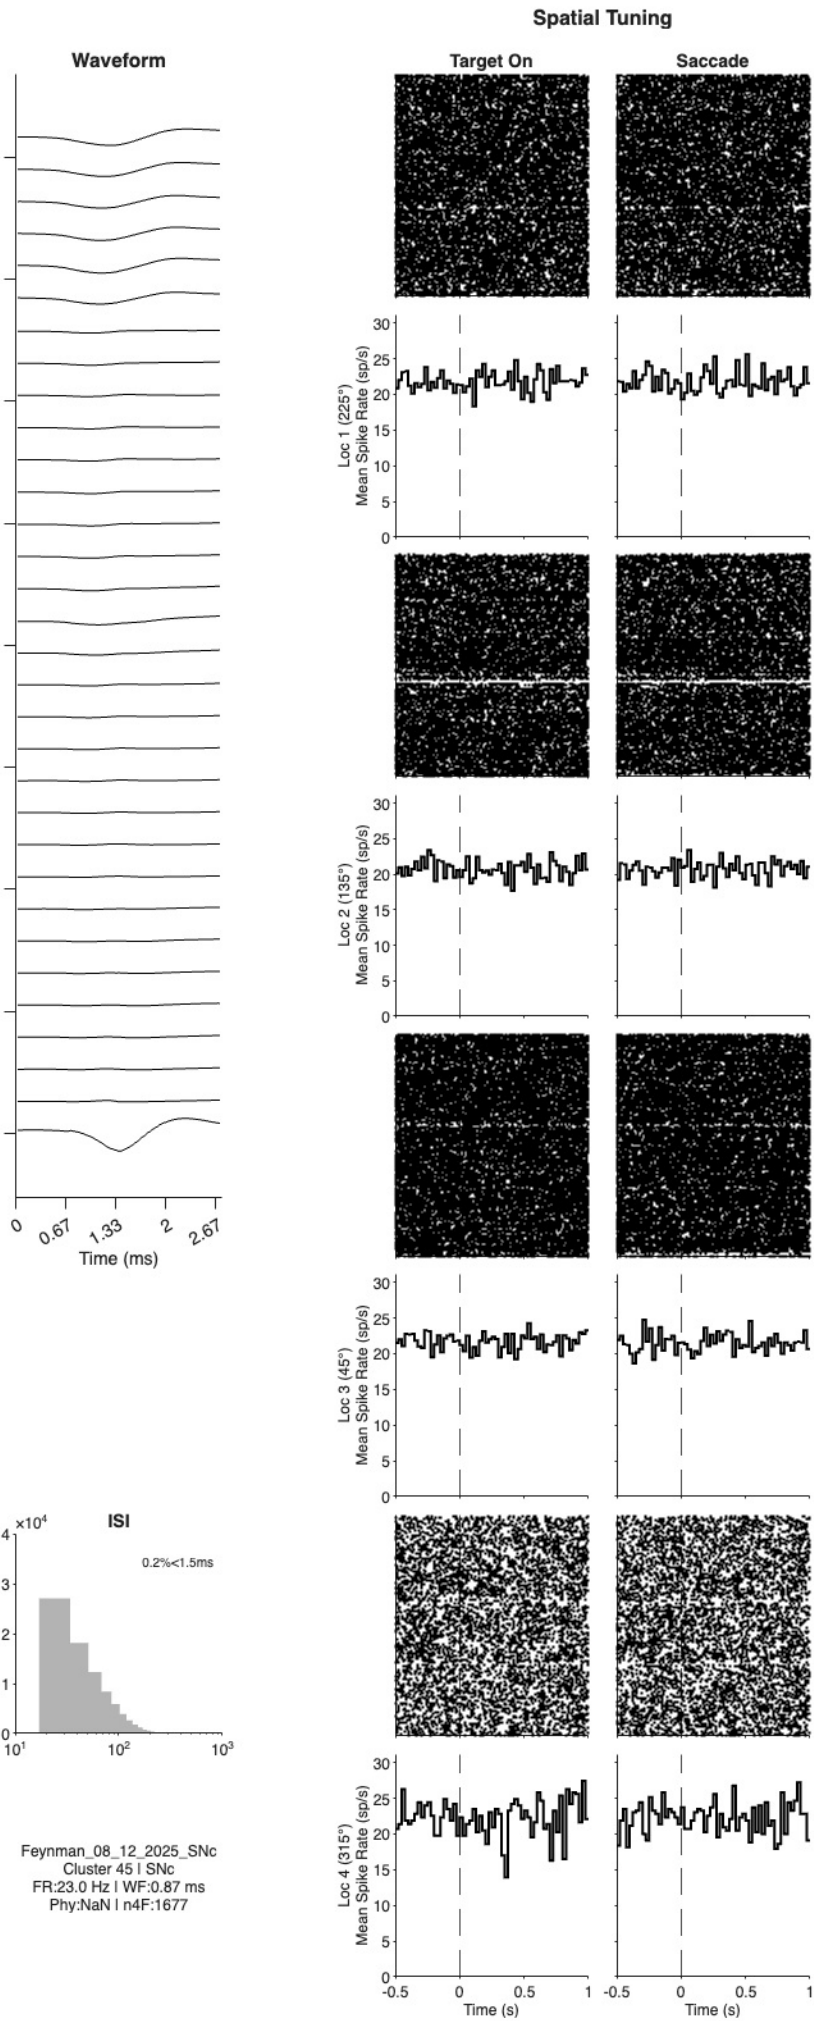 Spatial Tuning
Waveform
Target On
Saccade
0
0.67
1.33
2
2.67
Time (ms)
30
25
20
15
10
5
0
Loc 1 (225°)
Mean Spike Rate (sp/s)
30
25
20
15
10
5
0
Loc 2 (135°)
Mean Spike Rate (sp/s)
30
25
20
15
10
5
0
Loc 3 (45°)
Mean Spike Rate (sp/s)
ISI
×10⁴
4
3
2
1
0
0.2%<1.5ms
10¹
10²
10³
30
25
20
15
10
5
0
Loc 4 (315°)
Mean Spike Rate (sp/s)
-0.5
0
0.5
1
Time (s)
-0.5
0
0.5
1
Time (s)
Feynman_08_12_2025_SNc
Cluster 45 | SNc
FR:23.0 Hz | WF:0.87 ms
Phy:NaN | n4F:1677